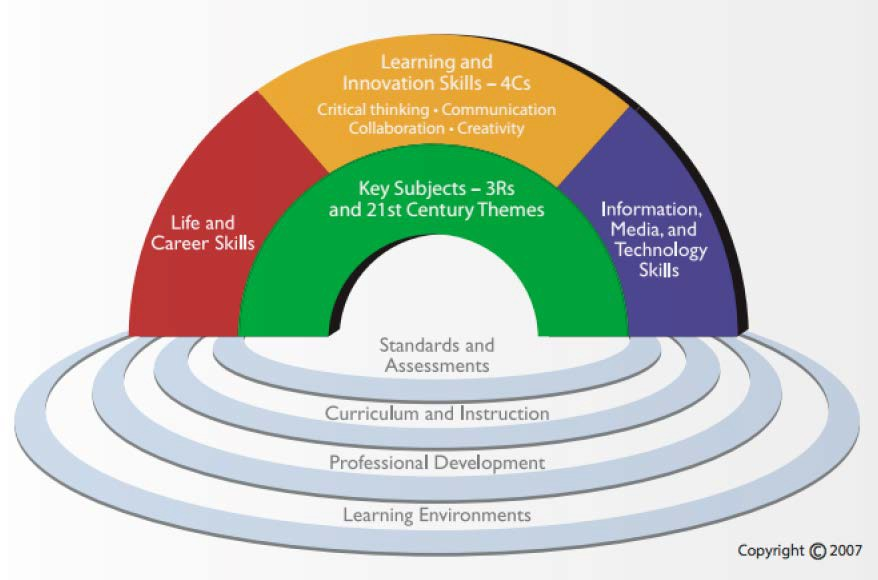 Learning and
Innovation Skills – 4Cs
Critical thinking • Communication
Collaboration • Creativity
Key Subjects – 3Rs
and 21st Century Themes
Life and
Career Skills
Information,
Media, and
Technology
Skills
Standards and
Assessments
Curriculum and Instruction
Professional Development
Learning Environments
Copyright © 2007